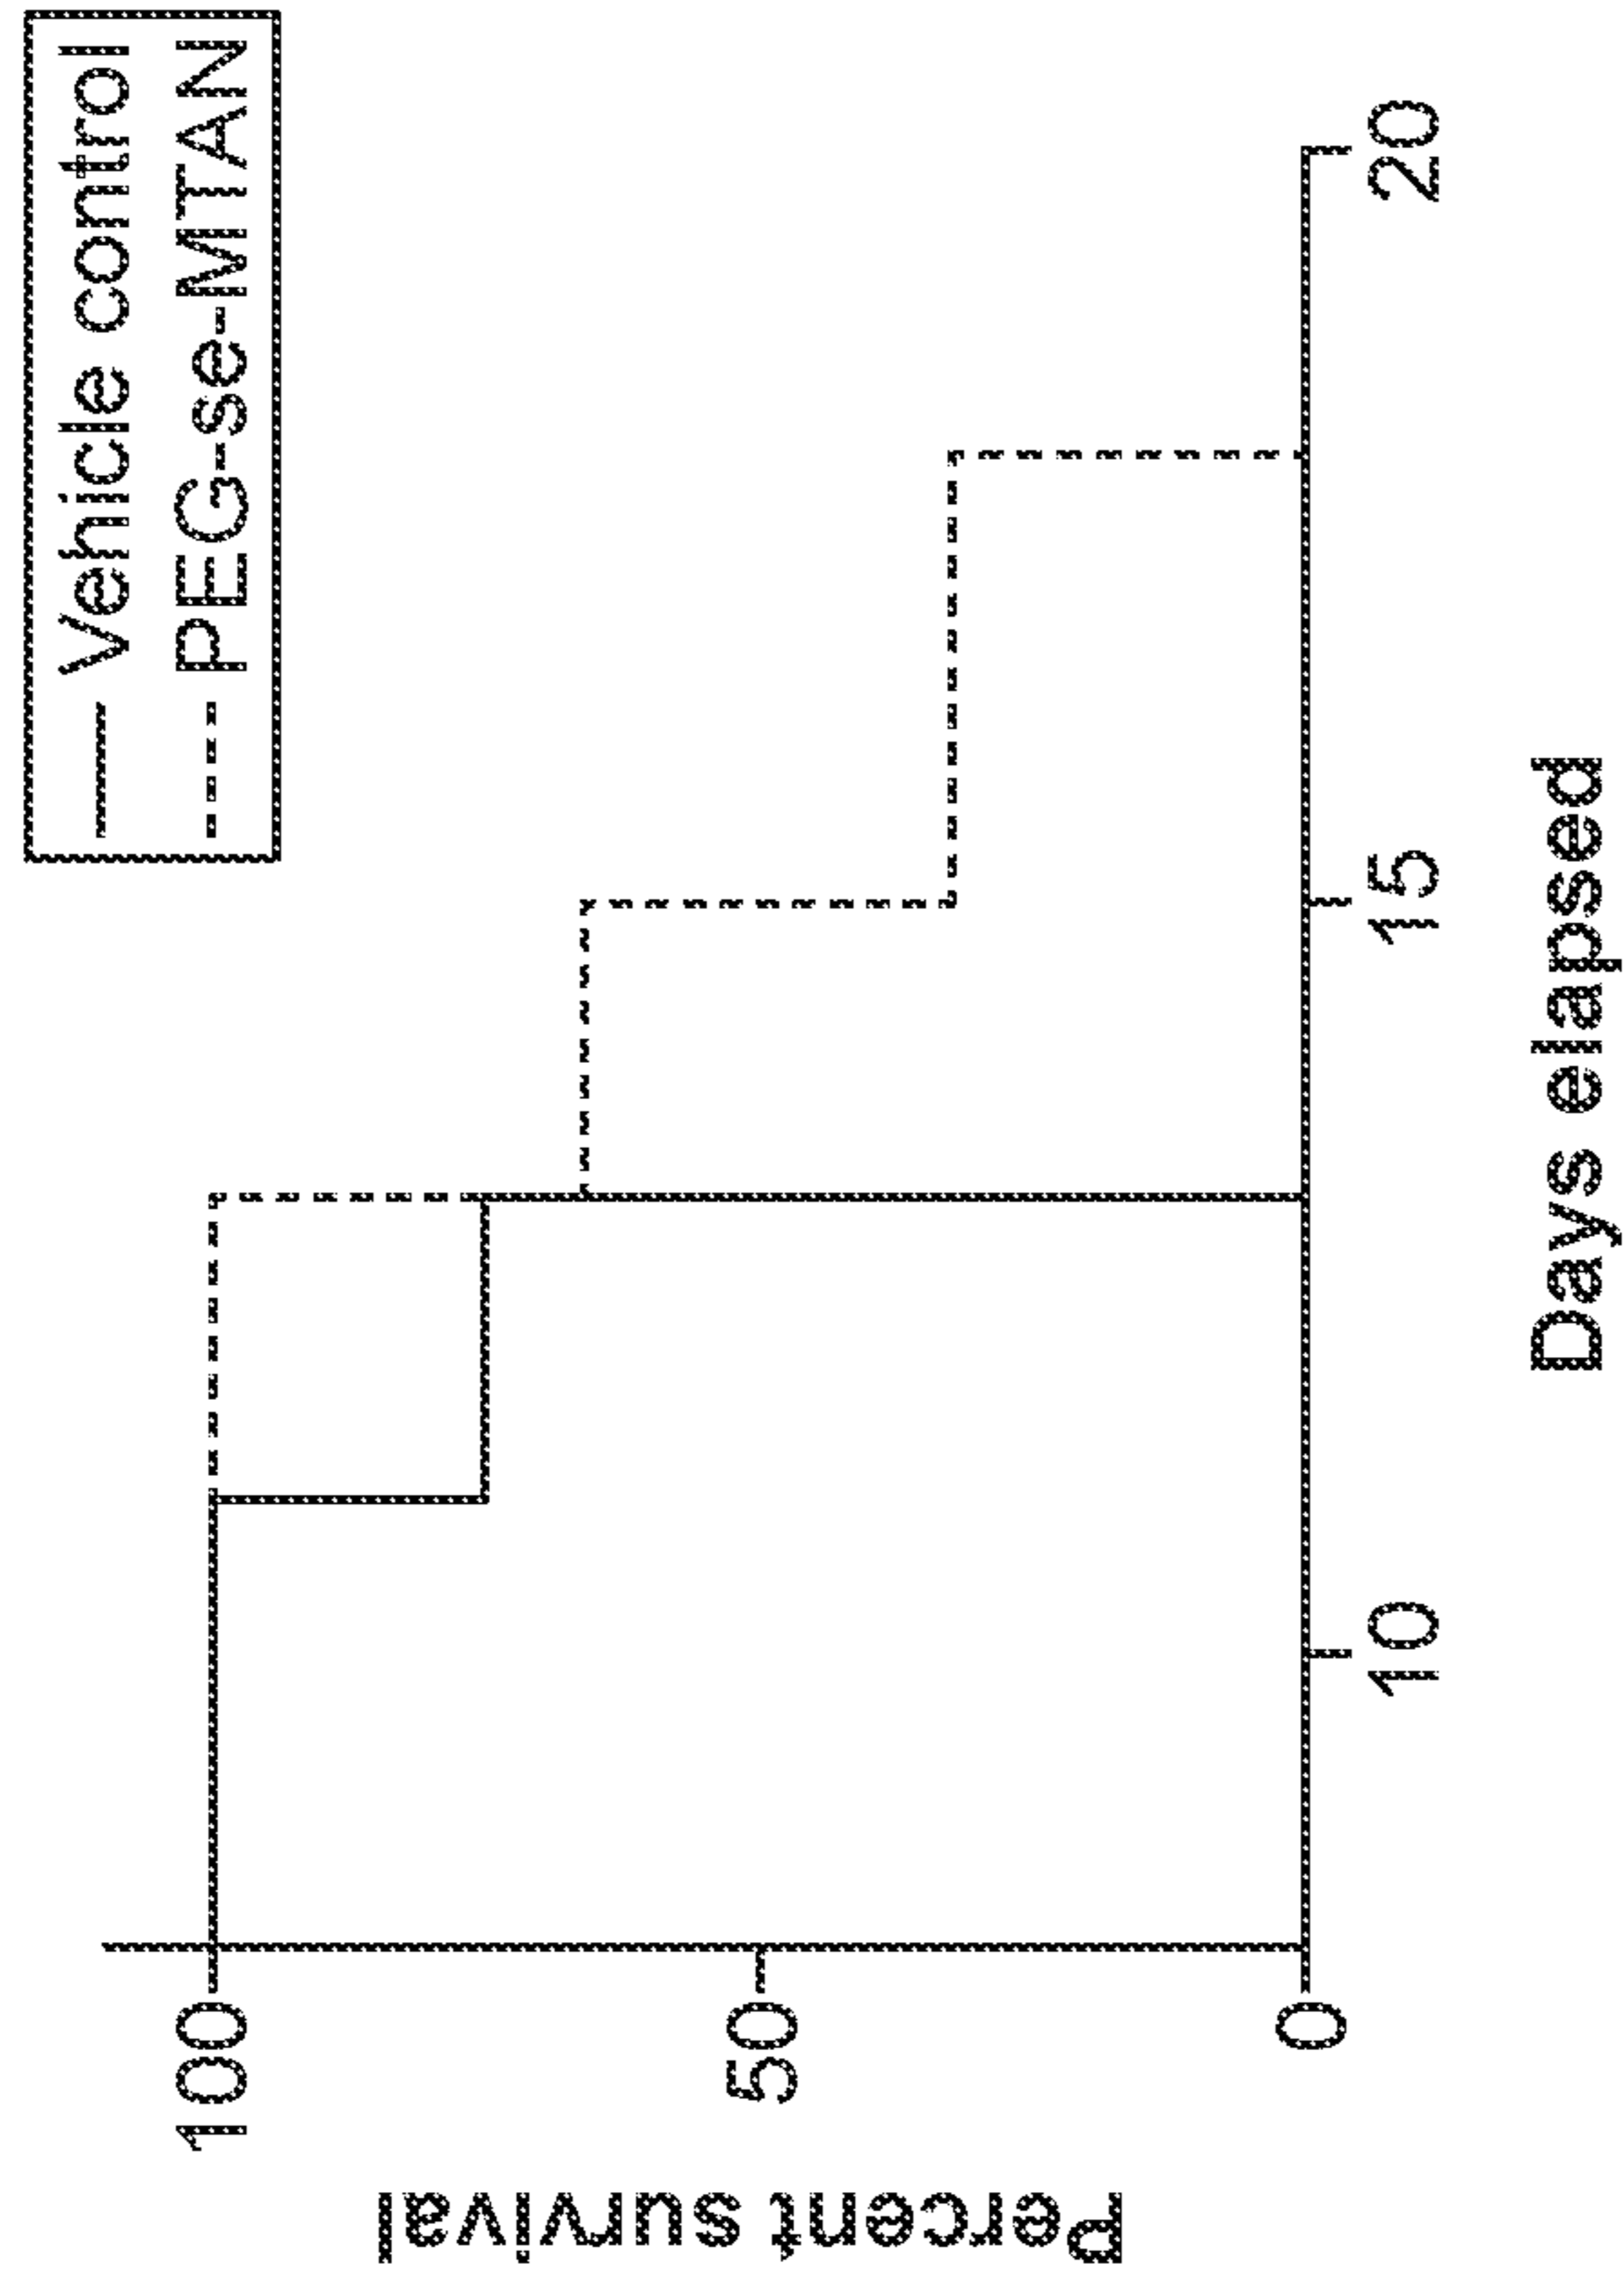 Vehicle control
PEG-se-MTAN
Percent survival
100
50
0
10
15
20
Days elapsed